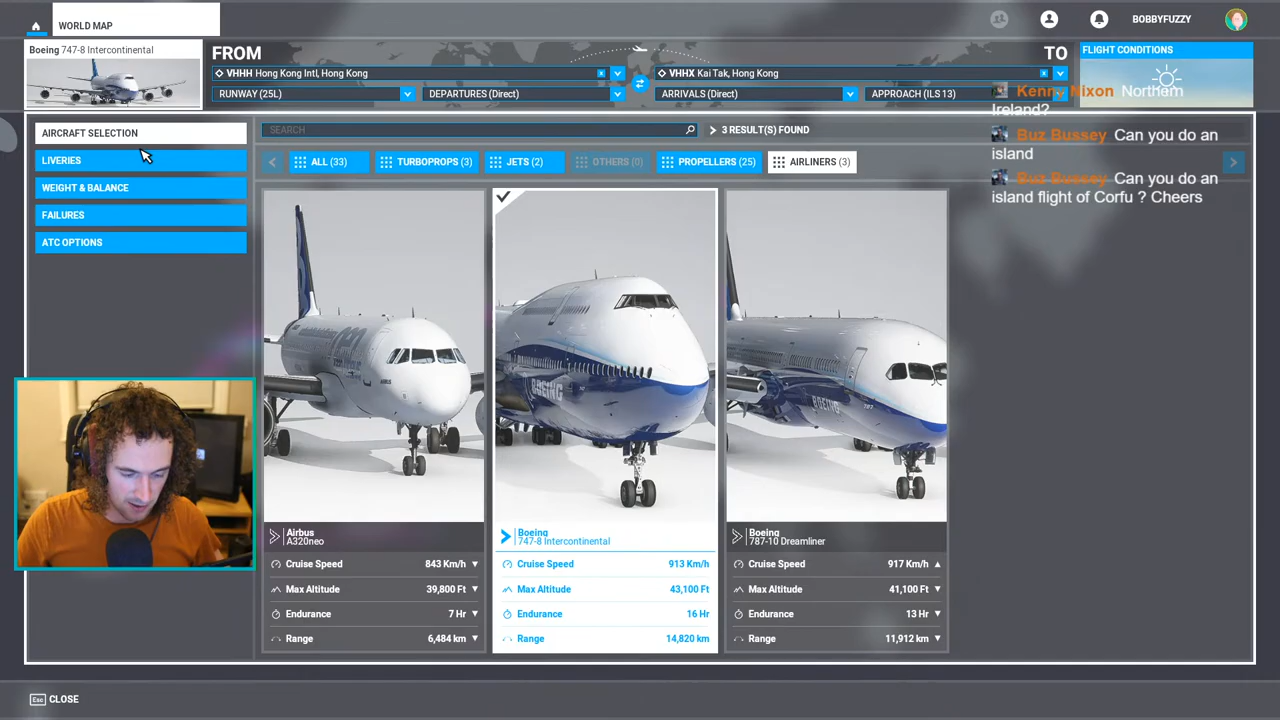 WORLD MAP
BOBBYFUZZY
Boeing 747-8 Intercontinental
FROM
TO
FLIGHT CONDITIONS
VHHH Hong Kong Intl, Hong Kong
VHHX Kai Tak, Hong Kong
RUNWAY (25L)
DEPARTURES (Direct)
ARRIVALS (Direct)
APPROACH (ILS 13)
Kenny Nixon Northern
Ireland?
Buz Bussey Can you do an
island
Buz Bussey Can you do an
island flight of Corfu ? Cheers
AIRCRAFT SELECTION
LIVERIES
WEIGHT & BALANCE
FAILURES
ATC OPTIONS
SEARCH
3 RESULT(S) FOUND
ALL (33)
TURBOPROPS (3)
JETS (2)
OTHERS (0)
PROPELLERS (25)
AIRLINERS (3)
BOEING
BOEING 787
Airbus
A320neo
Cruise Speed 843 Km/h
Max Altitude 39,800 Ft
Endurance 7 Hr
Range 6,484 km
Boeing
747-8 Intercontinental
Cruise Speed 913 Km/h
Max Altitude 43,100 Ft
Endurance 16 Hr
Range 14,820 km
Boeing
787-10 Dreamliner
Cruise Speed 917 Km/h
Max Altitude 41,100 Ft
Endurance 13 Hr
Range 11,912 km
Esc CLOSE